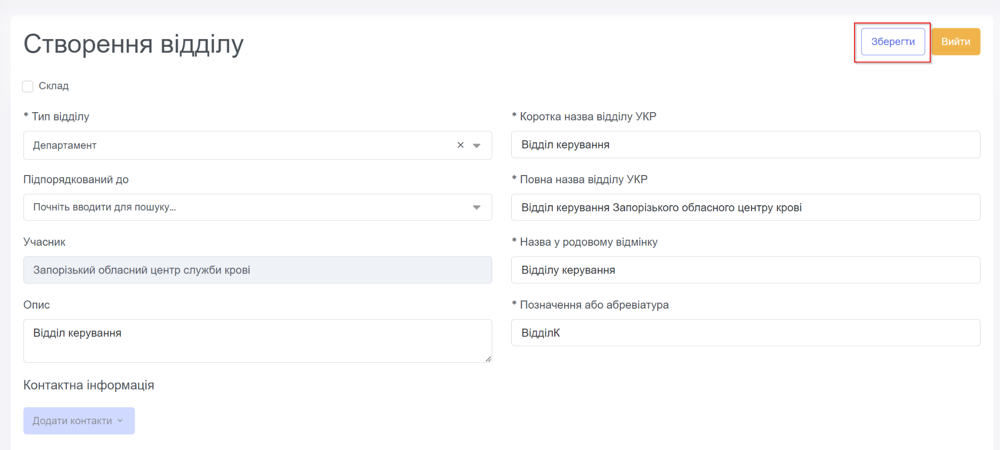 Створення відділу
Зберегти
Вийти
Склад
* Тип відділу
Департамент
* Коротка назва відділу УКР
Відділ керування
Підпорядкований до
Почніть вводити для пошуку...
* Повна назва відділу УКР
Відділ керування Запорізького обласного центру крові
Учасник
Запорізький обласний центр служби крові
* Назва у родовому відмінку
Відділу керування
Опис
Відділ керування
* Позначення або абревіатура
ВідділК
Контактна інформація
Додати контакти